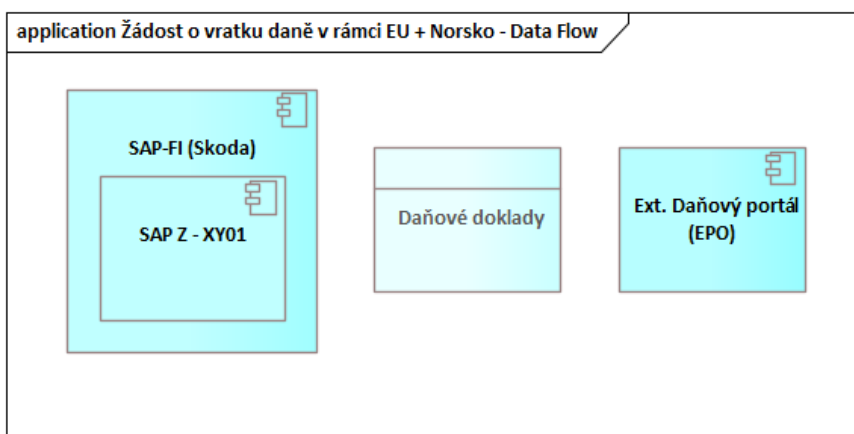 application Žádost o vratku daně v rámci EU + Norsko - Data Flow
SAP-FI (Skoda)
SAP Z - XY01
Daňové doklady
Ext. Daňový portál
(EPO)